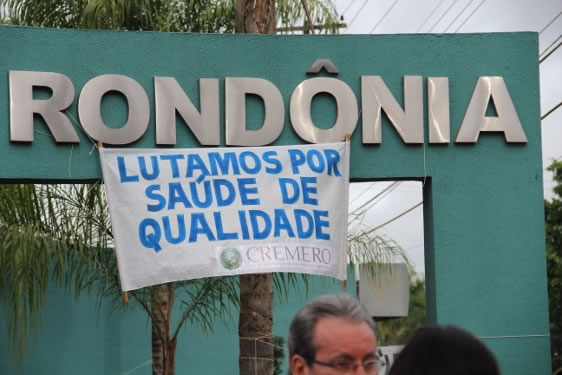 RONDÔNIA
LUTAMOS POR
SAÚDE DE
QUALIDADE
CREMERO